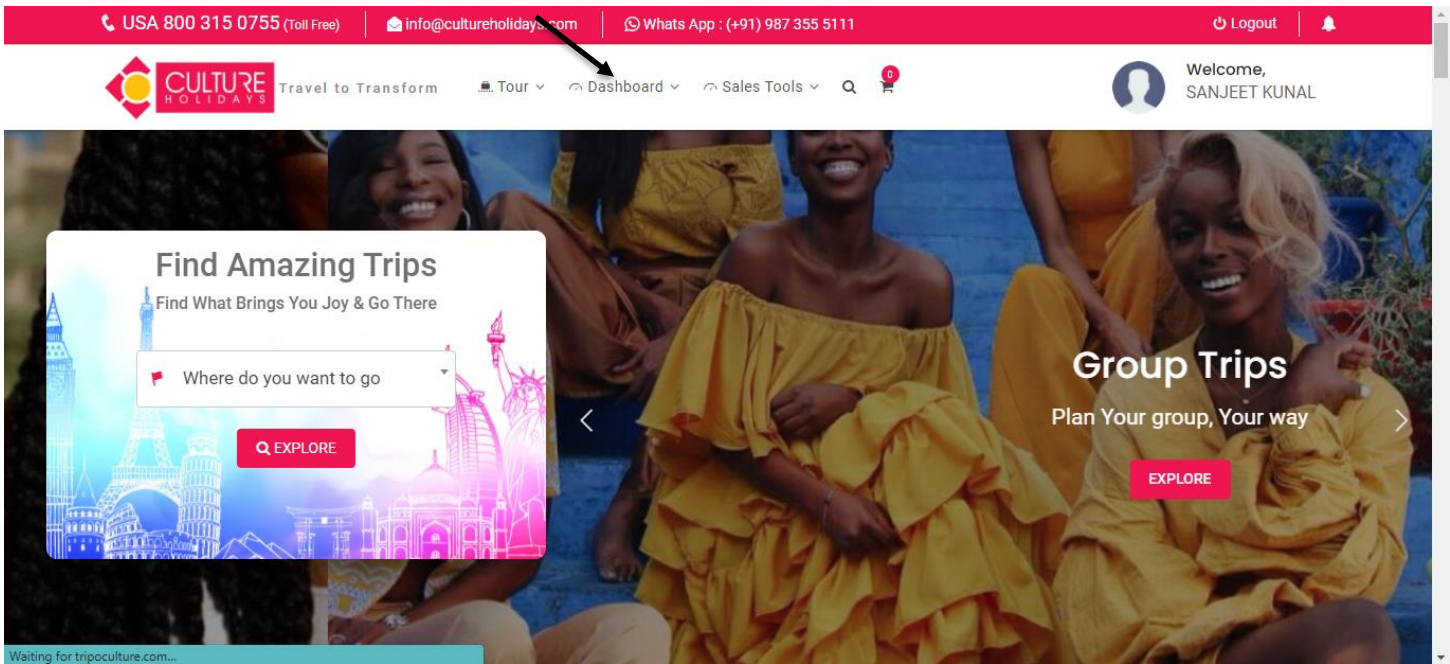 USA 800 315 0755 (Toll Free)
info@cultureholidays.com
Whats App : (+91) 987 355 5111
Logout
CULTURE
HOLIDAYS
Travel to Transform
Tour
Dashboard
Sales Tools
0
Welcome,
SANJEET KUNAL
Find Amazing Trips
Find What Brings You Joy & Go There
Where do you want to go
EXPLORE
Group Trips
Plan Your group, Your way
EXPLORE
Waiting for tripoculture.com...